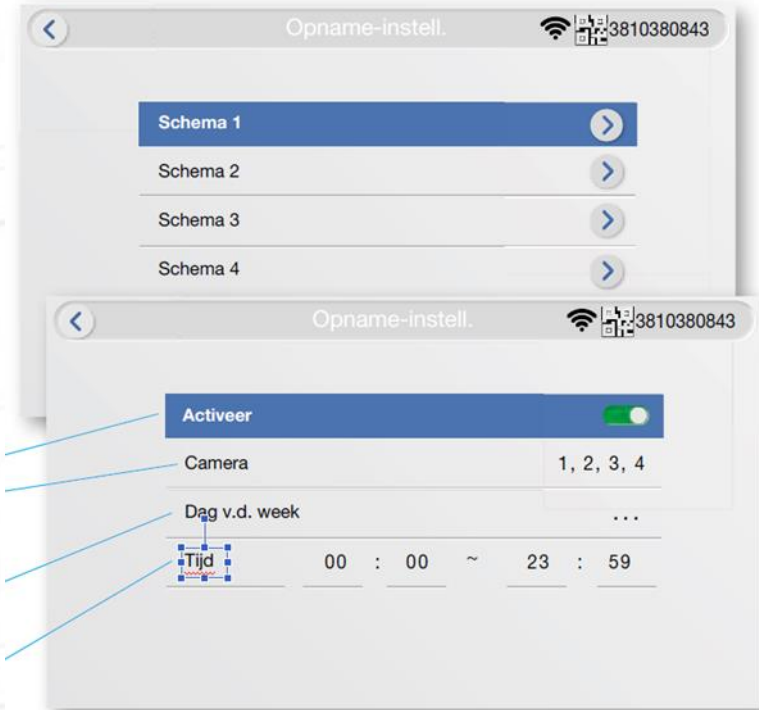 Opname-instell. 3810380843
Schema 1
Schema 2
Schema 3
Schema 4
Opname-instell. 3810380843
Activeer
Camera 1, 2, 3, 4
Dag v.d. week ...
Tijd 00 : 00 ~ 23 : 59